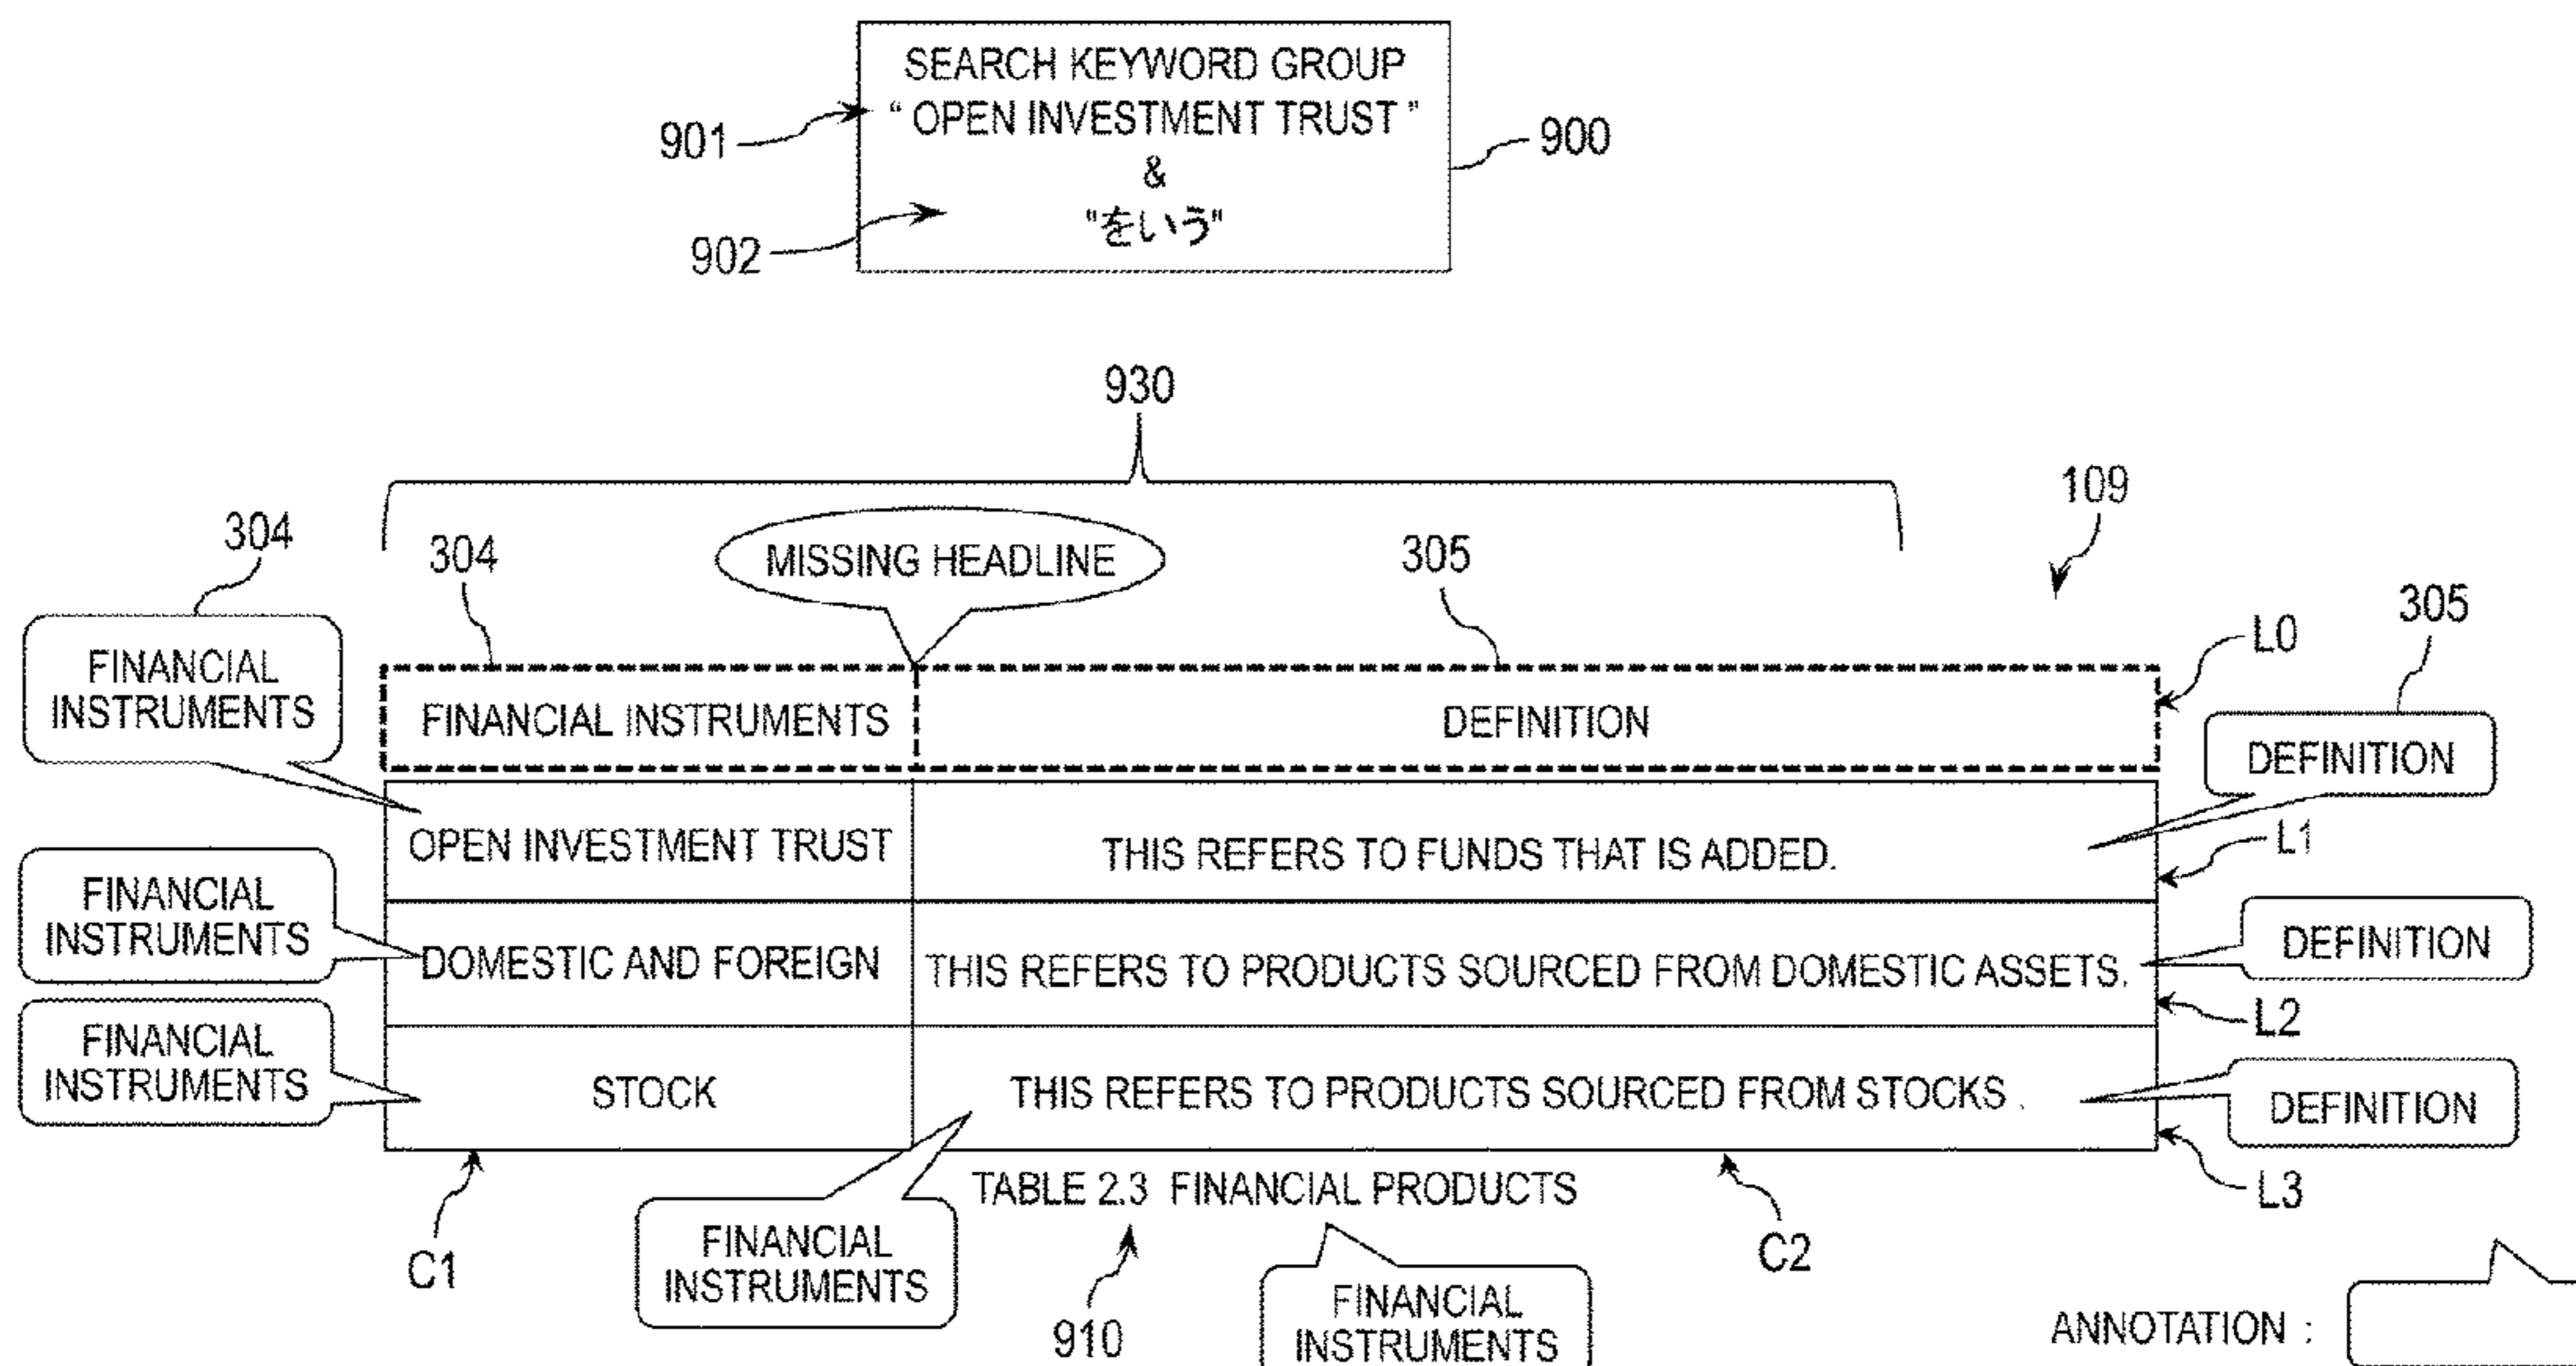 SEARCH KEYWORD GROUP
" OPEN INVESTMENT TRUST "
&
"をいう"
901
902
900
930
109
304
304
MISSING HEADLINE
305
305
L0
FINANCIAL
INSTRUMENTS
FINANCIAL INSTRUMENTS
DEFINITION
DEFINITION
OPEN INVESTMENT TRUST
THIS REFERS TO FUNDS THAT IS ADDED.
L1
FINANCIAL
INSTRUMENTS
DOMESTIC AND FOREIGN
THIS REFERS TO PRODUCTS SOURCED FROM DOMESTIC ASSETS.
DEFINITION
L2
FINANCIAL
INSTRUMENTS
STOCK
THIS REFERS TO PRODUCTS SOURCED FROM STOCKS .
DEFINITION
L3
TABLE 2.3 FINANCIAL PRODUCTS
C1
FINANCIAL
INSTRUMENTS
910
C2
FINANCIAL
INSTRUMENTS
ANNOTATION :